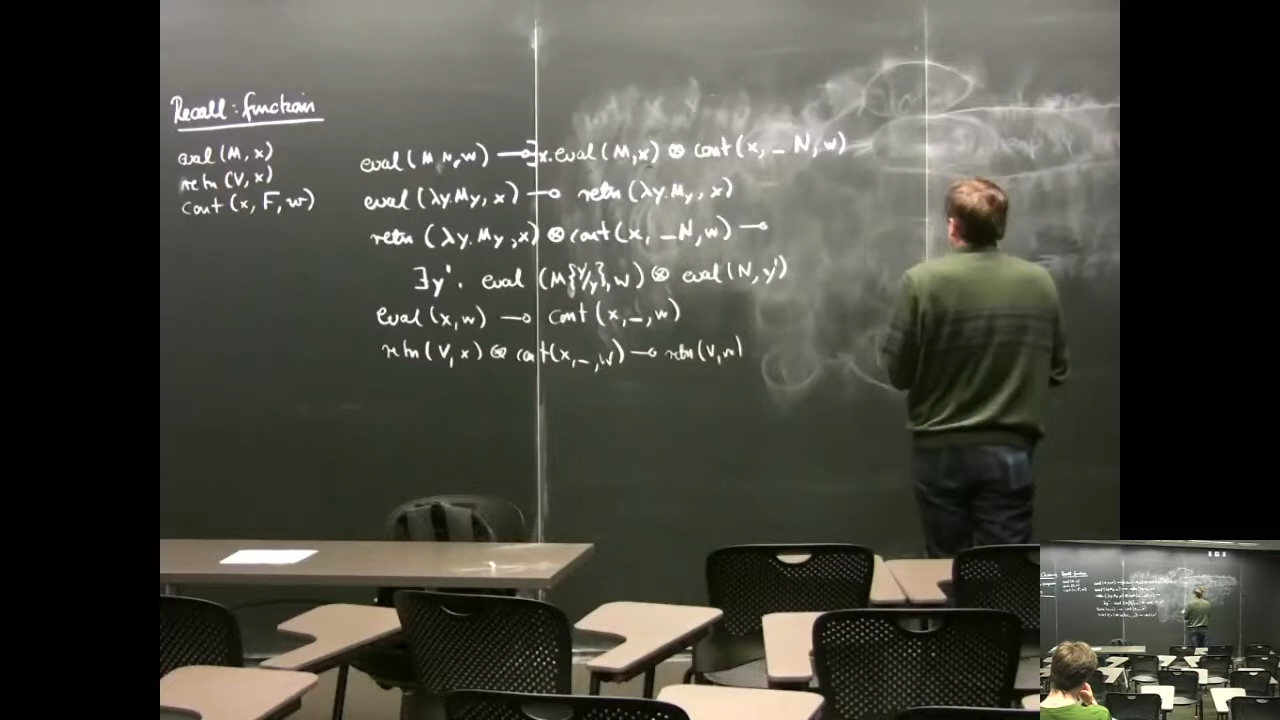 Recall: function
eval (M, x)
retn (V, x)
cont (x, F, w)
eval (M N, w) ⊸ ∃x. eval (M, x) ⊗ cont (x, _ N, w)
eval (λy. My, x) ⊸ retn (λy. My, x)
retn (λy. My, x) ⊗ cont (x, _ N, w) ⊸
∃y'. eval (M{y'/y}, w) ⊗ eval (N, y')
eval (x, w) ⊸ cont (x, _, w)
retn (V, x) ⊗ cont (x, _, w) ⊸ retn (V, w)